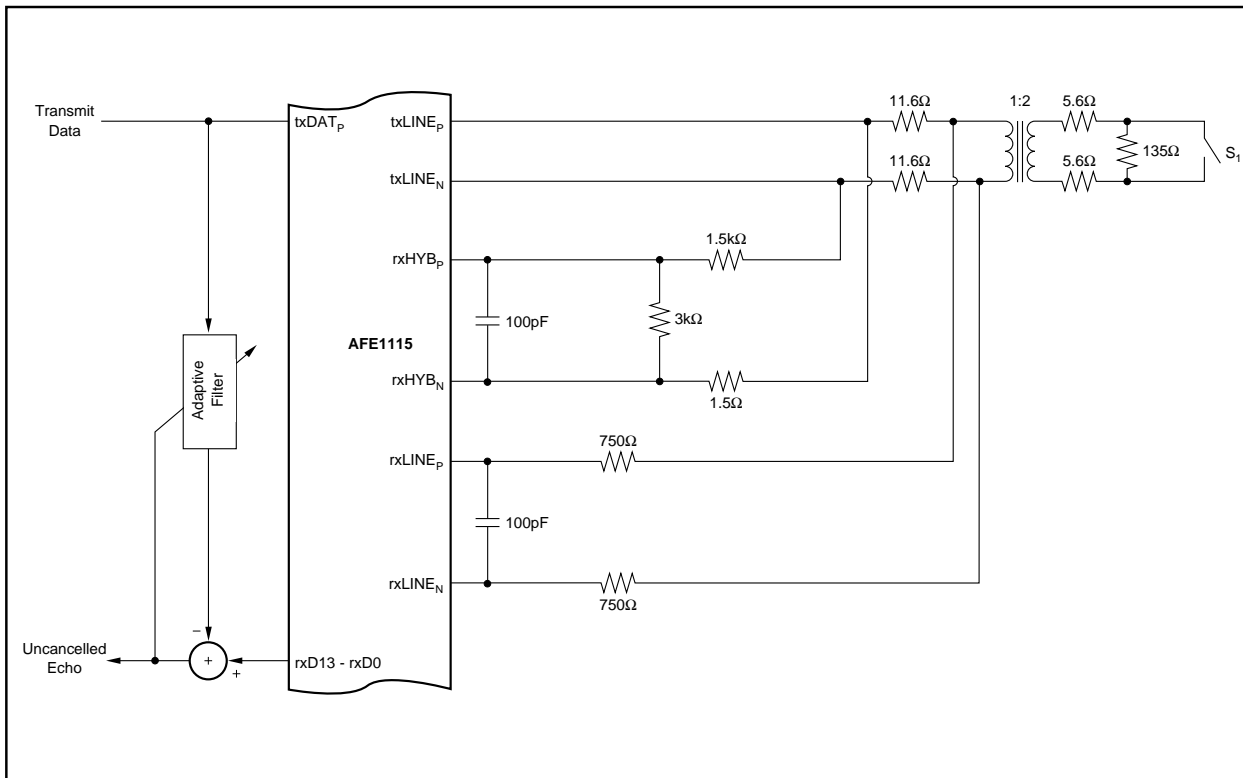 Transmit
Data
txDATP
txLINEP
11.6Ω
1:2
5.6Ω
135Ω
S1
txLINEN
11.6Ω
5.6Ω
rxHYBP
1.5kΩ
100pF
3kΩ
AFE1115
Adaptive
Filter
rxHYBN
1.5Ω
rxLINEP
750Ω
100pF
rxLINEN
750Ω
Uncancelled
Echo
–
+
+
rxD13 - rxD0